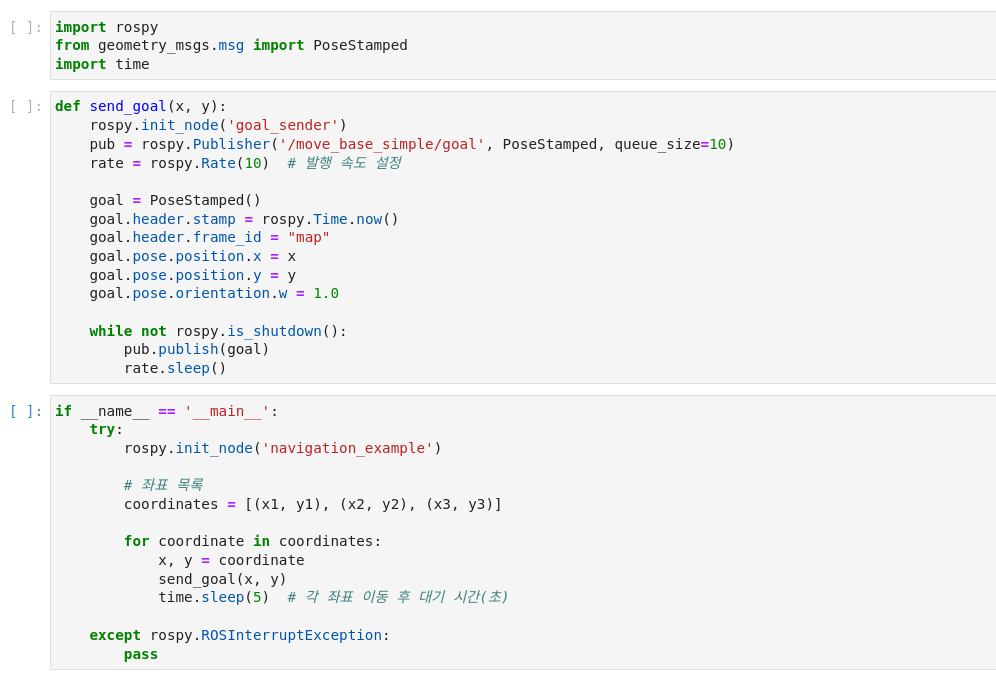 [ ]: import rospy
from geometry_msgs.msg import PoseStamped
import time
[ ]: def send_goal(x, y):
    rospy.init_node('goal_sender')
    pub = rospy.Publisher('/move_base_simple/goal', PoseStamped, queue_size=10)
    rate = rospy.Rate(10)  # 발행 속도 설정

    goal = PoseStamped()
    goal.header.stamp = rospy.Time.now()
    goal.header.frame_id = "map"
    goal.pose.position.x = x
    goal.pose.position.y = y
    goal.pose.orientation.w = 1.0

    while not rospy.is_shutdown():
        pub.publish(goal)
        rate.sleep()
[ ]: if __name__ == '__main__':
    try:
        rospy.init_node('navigation_example')

        # 좌표 목록
        coordinates = [(x1, y1), (x2, y2), (x3, y3)]

        for coordinate in coordinates:
            x, y = coordinate
            send_goal(x, y)
            time.sleep(5)  # 각 좌표 이동 후 대기 시간(초)

    except rospy.ROSInterruptException:
        pass